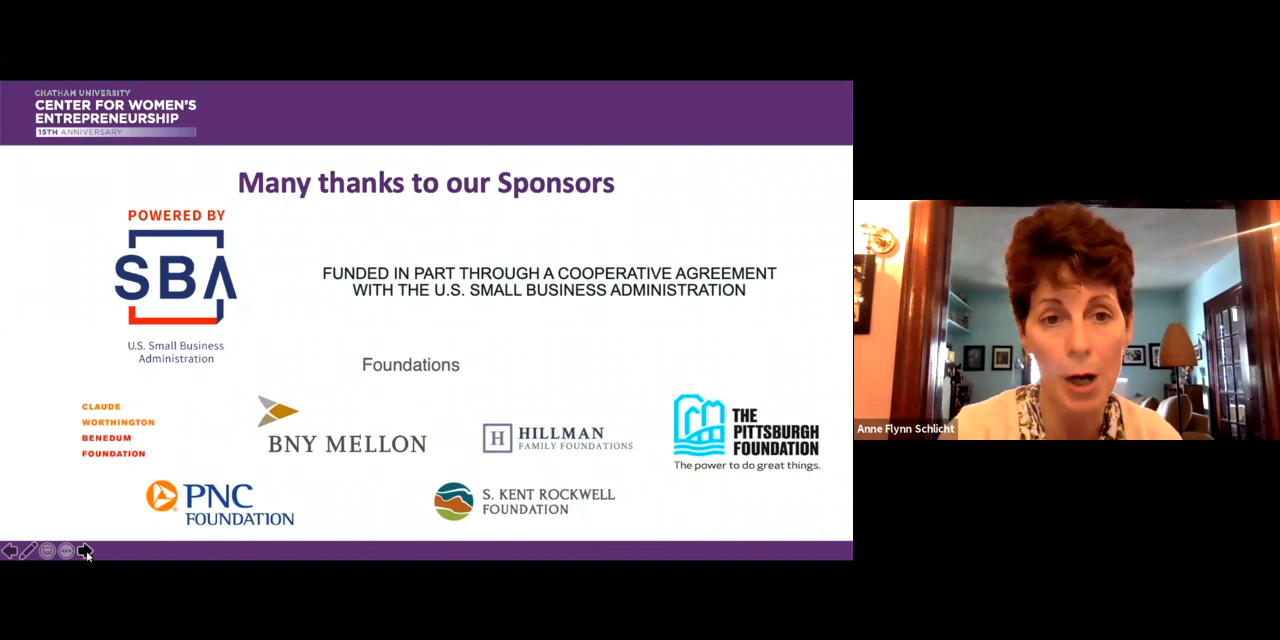 CHATHAM UNIVERSITY
CENTER FOR WOMEN'S
ENTREPRENEURSHIP
15TH ANNIVERSARY
Many thanks to our Sponsors
POWERED BY
SBA
U.S. Small Business
Administration
FUNDED IN PART THROUGH A COOPERATIVE AGREEMENT
WITH THE U.S. SMALL BUSINESS ADMINISTRATION
Foundations
CLAUDE
WORTHINGTON
BENEDUM
FOUNDATION
BNY MELLON
H
HILLMAN
FAMILY FOUNDATIONS
THE
PITTSBURGH
FOUNDATION
The power to do great things.
PNC
FOUNDATION
S. KENT ROCKWELL
FOUNDATION
Anne Flynn Schlicht